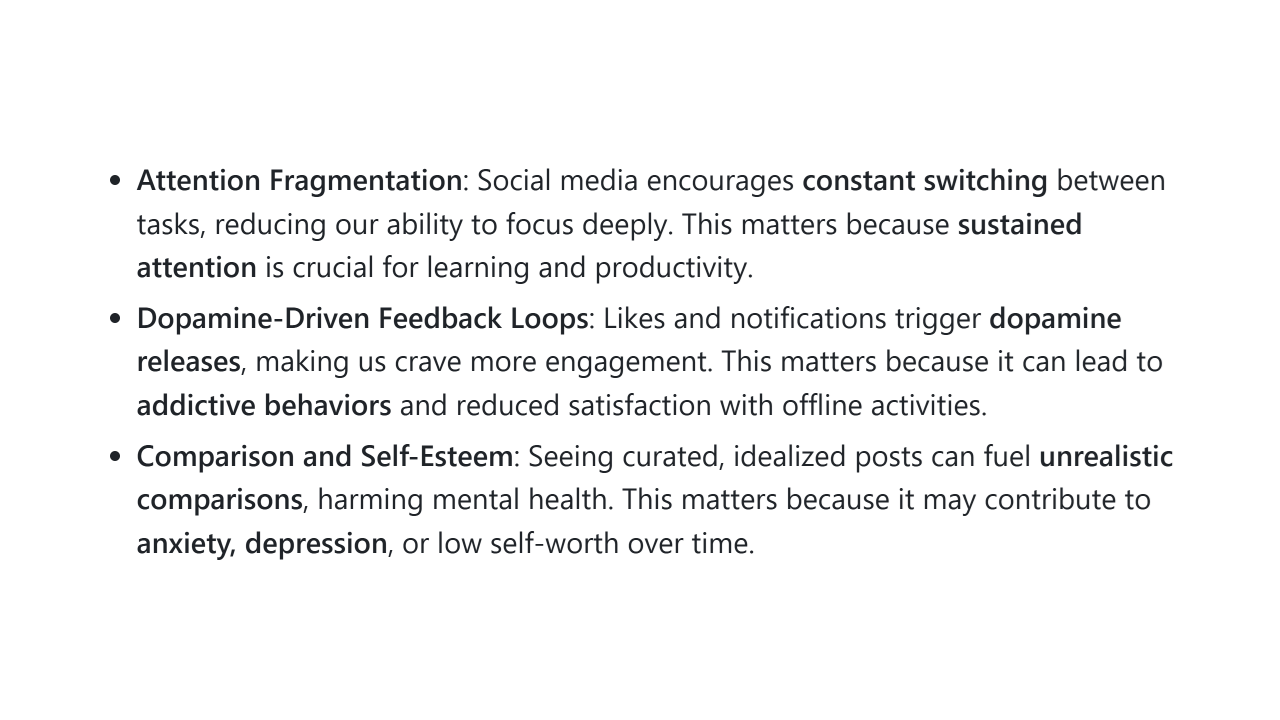 • Attention Fragmentation: Social media encourages constant switching between
tasks, reducing our ability to focus deeply. This matters because sustained
attention is crucial for learning and productivity.
• Dopamine-Driven Feedback Loops: Likes and notifications trigger dopamine
releases, making us crave more engagement. This matters because it can lead to
addictive behaviors and reduced satisfaction with offline activities.
• Comparison and Self-Esteem: Seeing curated, idealized posts can fuel unrealistic
comparisons, harming mental health. This matters because it may contribute to
anxiety, depression, or low self-worth over time.